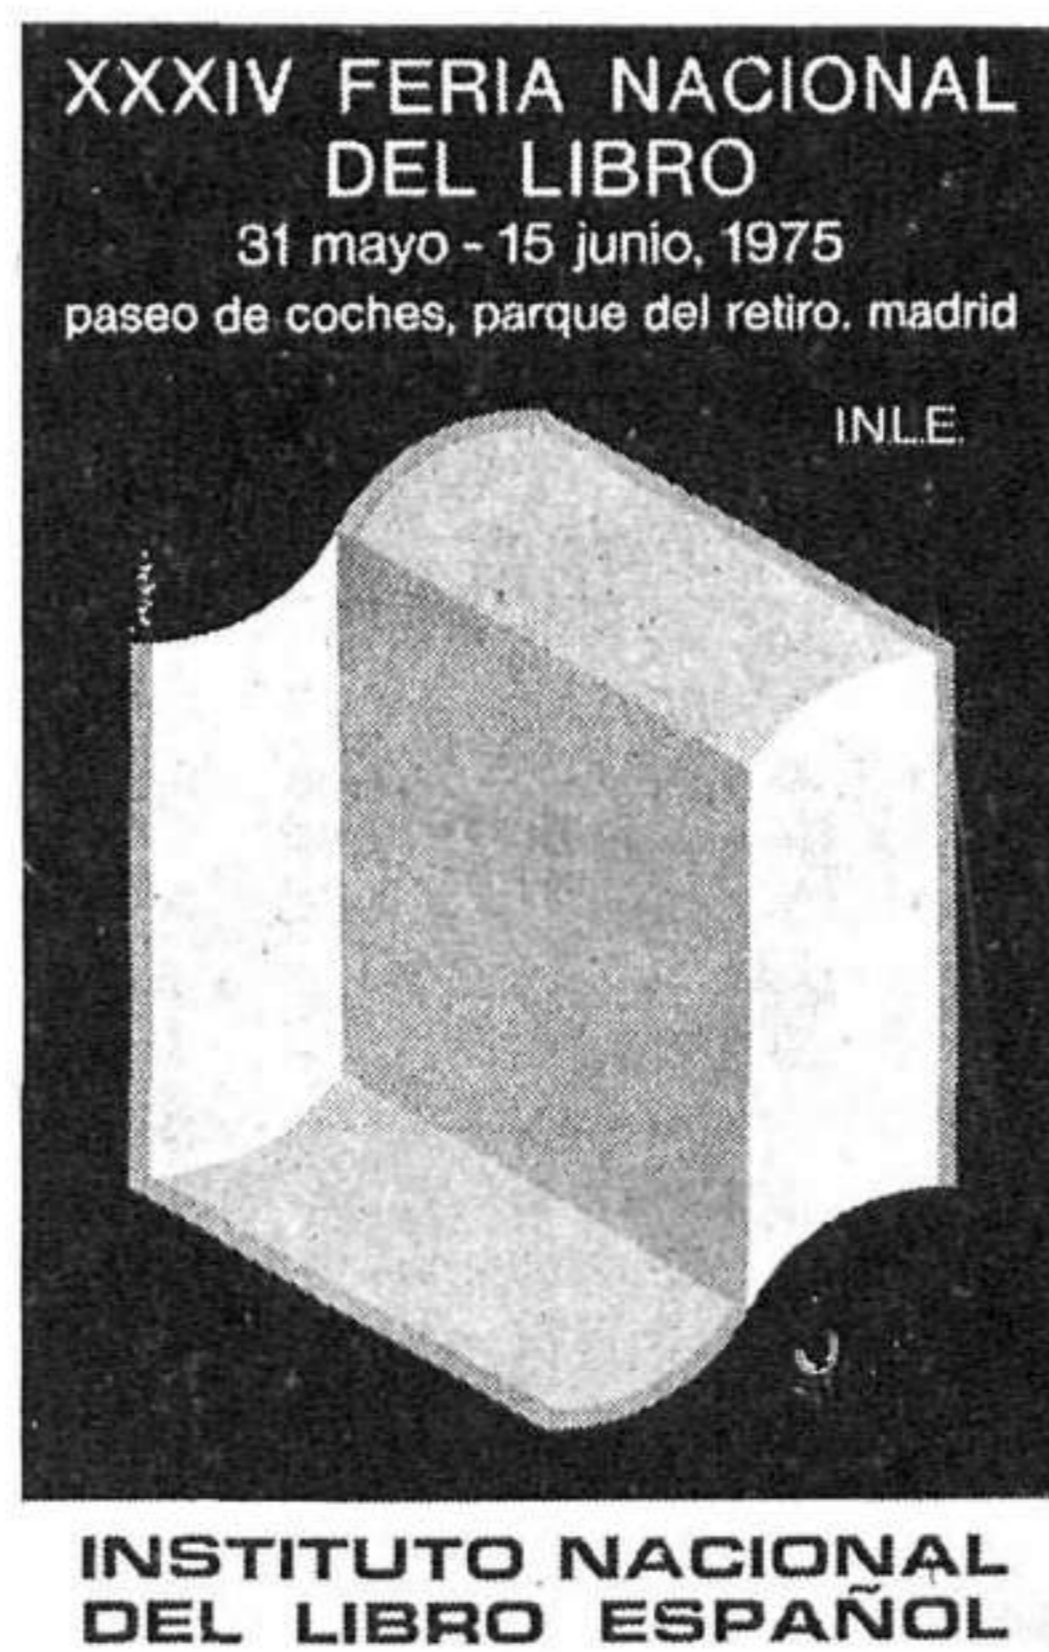 XXXIV FERIA NACIONAL
DEL LIBRO
31 mayo - 15 junio, 1975
paseo de coches, parque del retiro. madrid
I.N.L.E.
INSTITUTO NACIONAL
DEL LIBRO ESPAÑOL